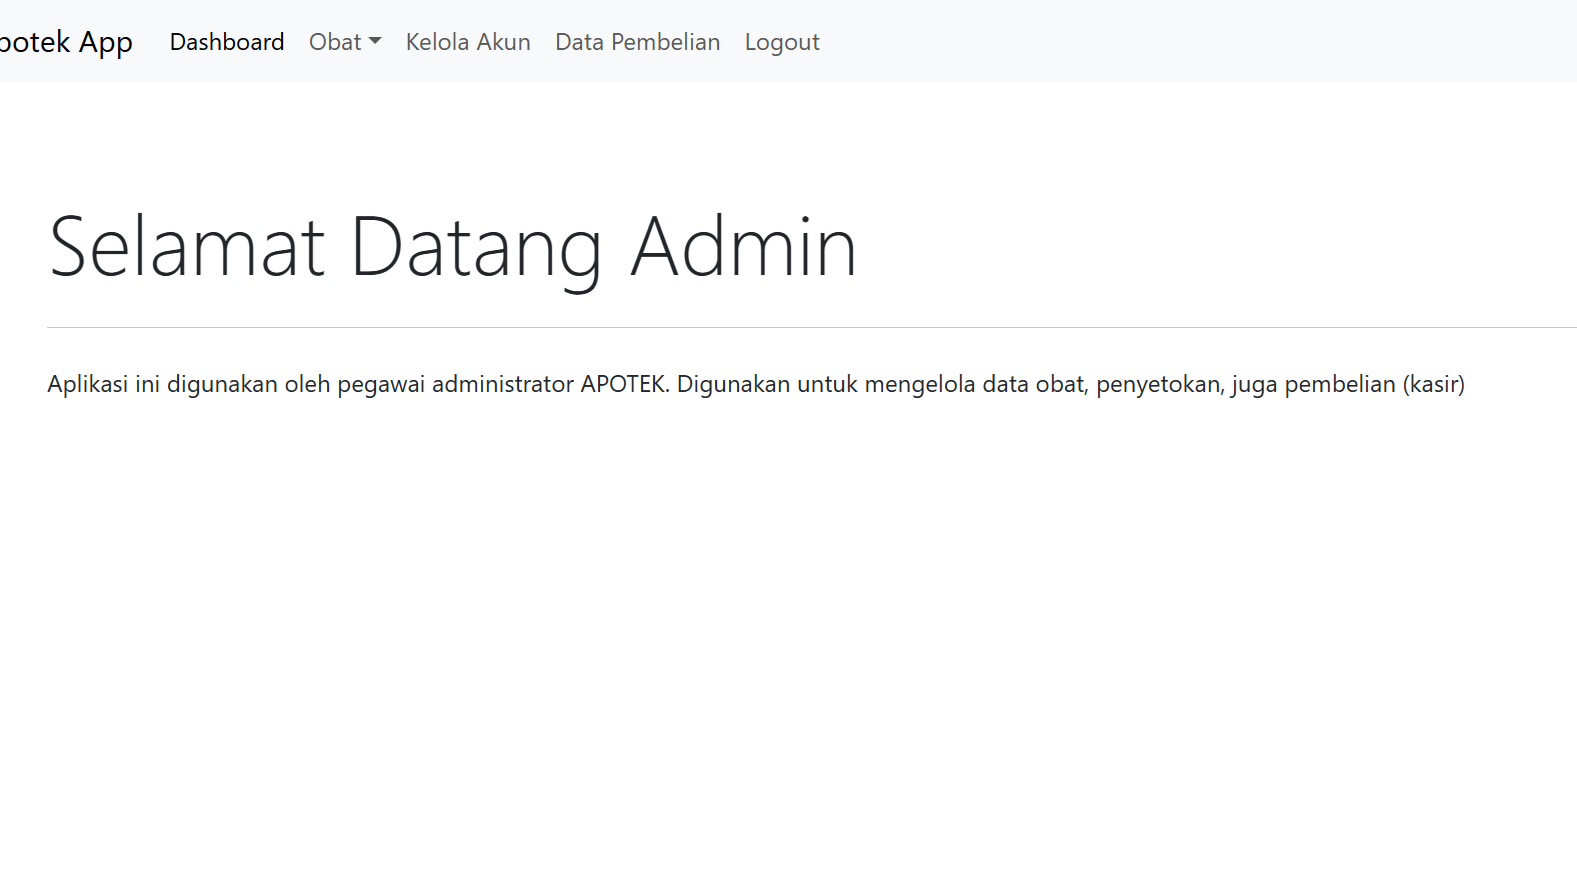 potek App Dashboard Obat Kelola Akun Data Pembelian Logout
Selamat Datang Admin
Aplikasi ini digunakan oleh pegawai administrator APOTEK. Digunakan untuk mengelola data obat, penyetokan, juga pembelian (kasir)